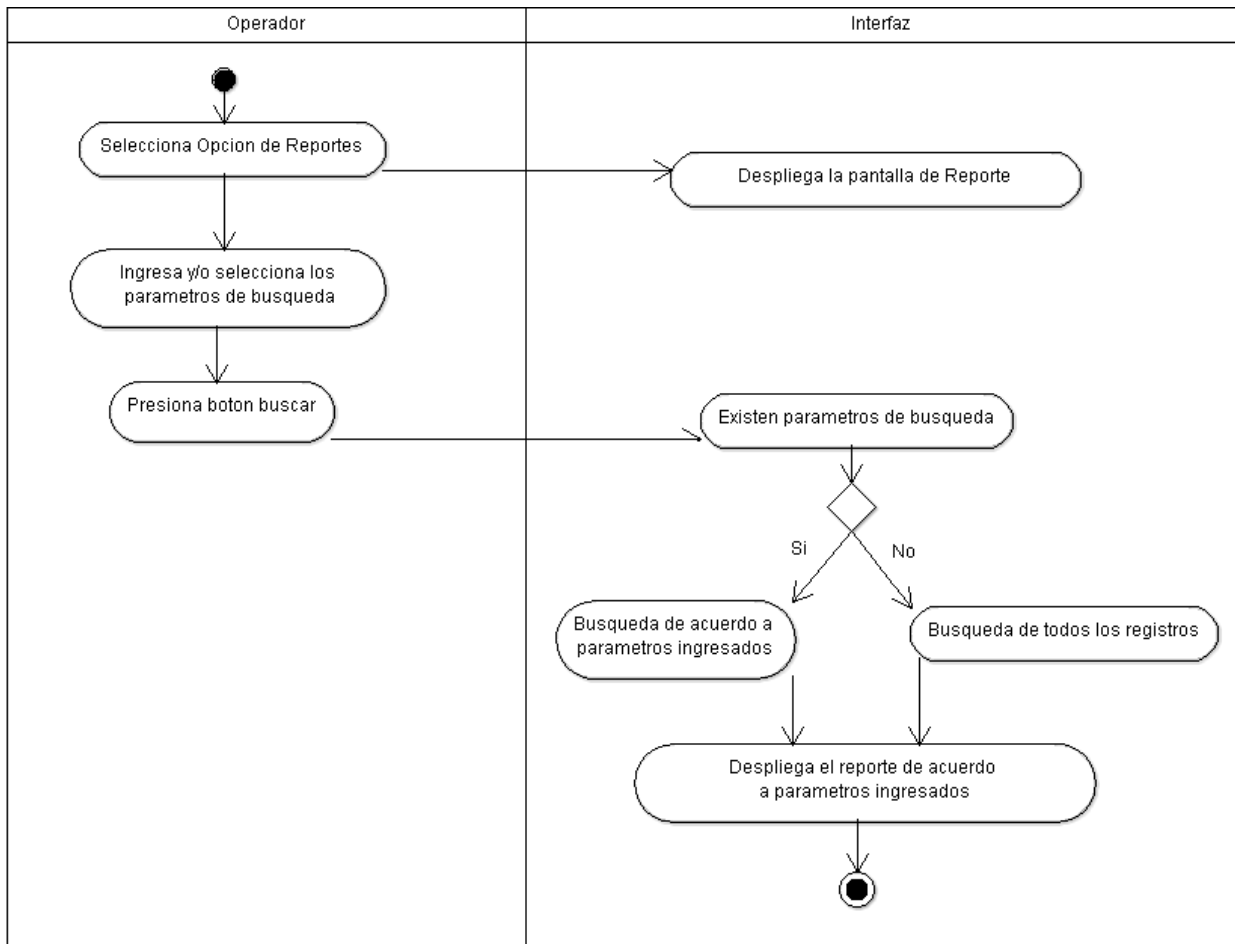 Operador
Interfaz
Selecciona Opcion de Reportes
Despliega la pantalla de Reporte
Ingresa y/o selecciona los
parametros de busqueda
Presiona boton buscar
Existen parametros de busqueda
Si
No
Busqueda de acuerdo a
parametros ingresados
Busqueda de todos los registros
Despliega el reporte de acuerdo
a parametros ingresados